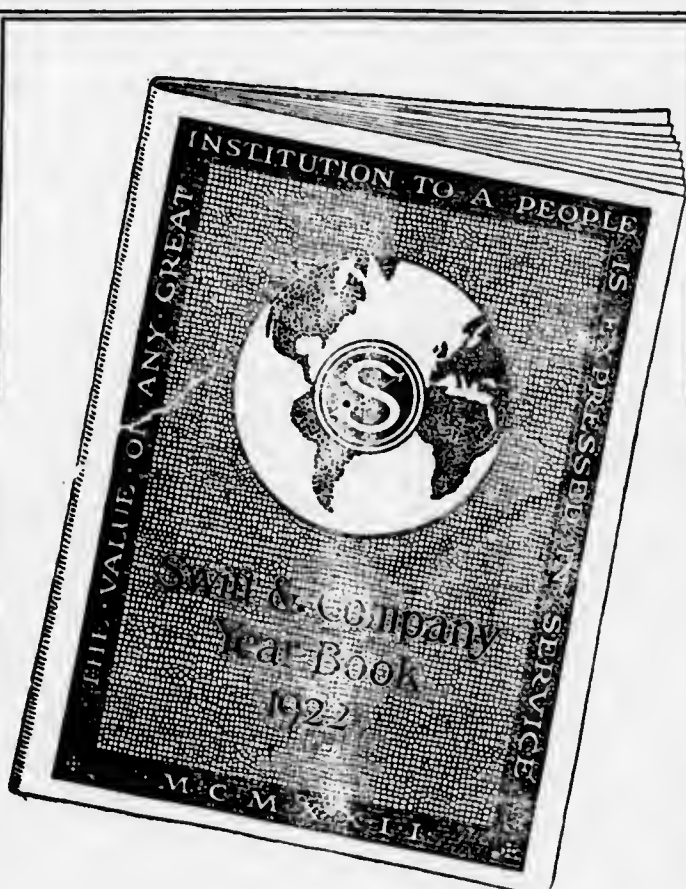 THE · VALUE · OF · ANY · GREAT
INSTITUTION · TO · A · PEOPLE
IS EXPRESSED IN SERVICE
S
Swift & Company
Year Book
1922